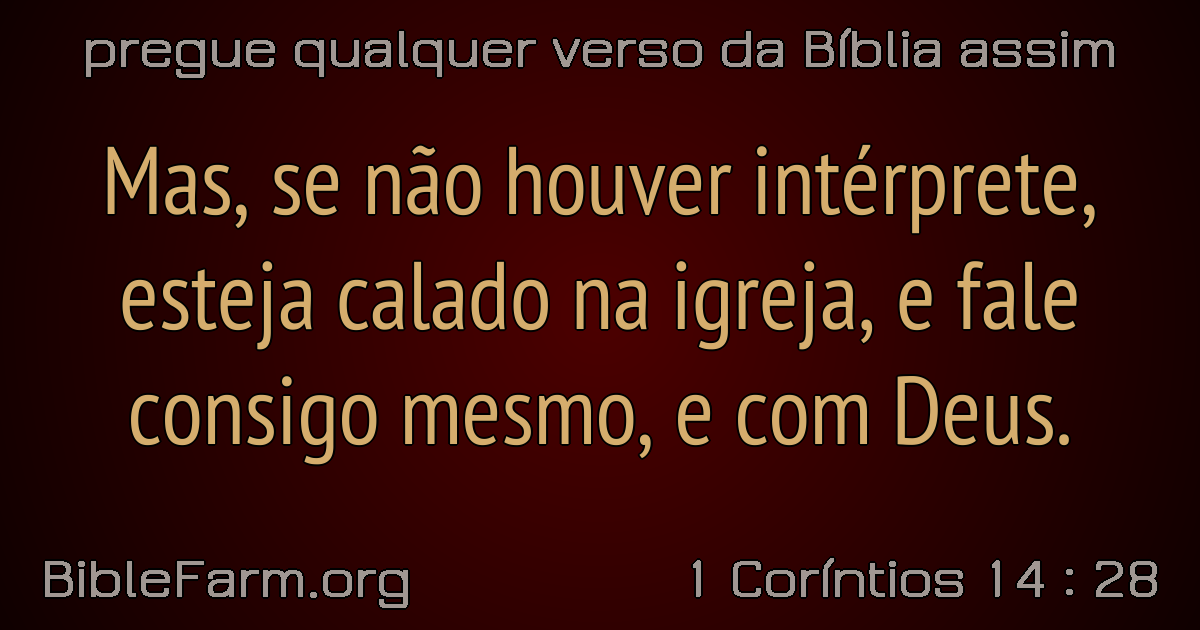 pregue qualquer verso da Bíblia assim
Mas, se não houver intérprete,
esteja calado na igreja, e fale
consigo mesmo, e com Deus.
BibleFarm.org
1 Coríntios 14 : 28